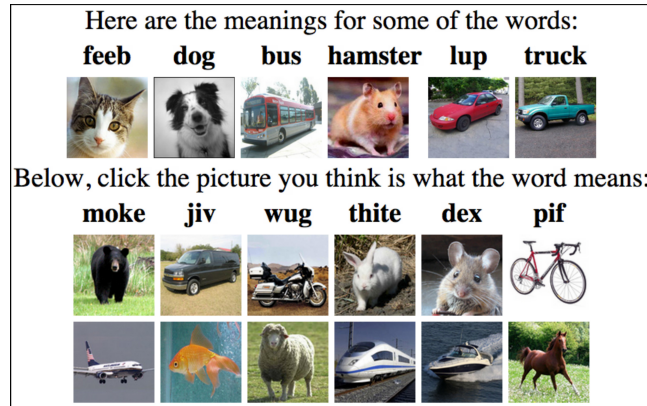 Here are the meanings for some of the words:
feeb dog bus hamster lup truck
Below, click the picture you think is what the word means:
moke jiv wug thite dex pif